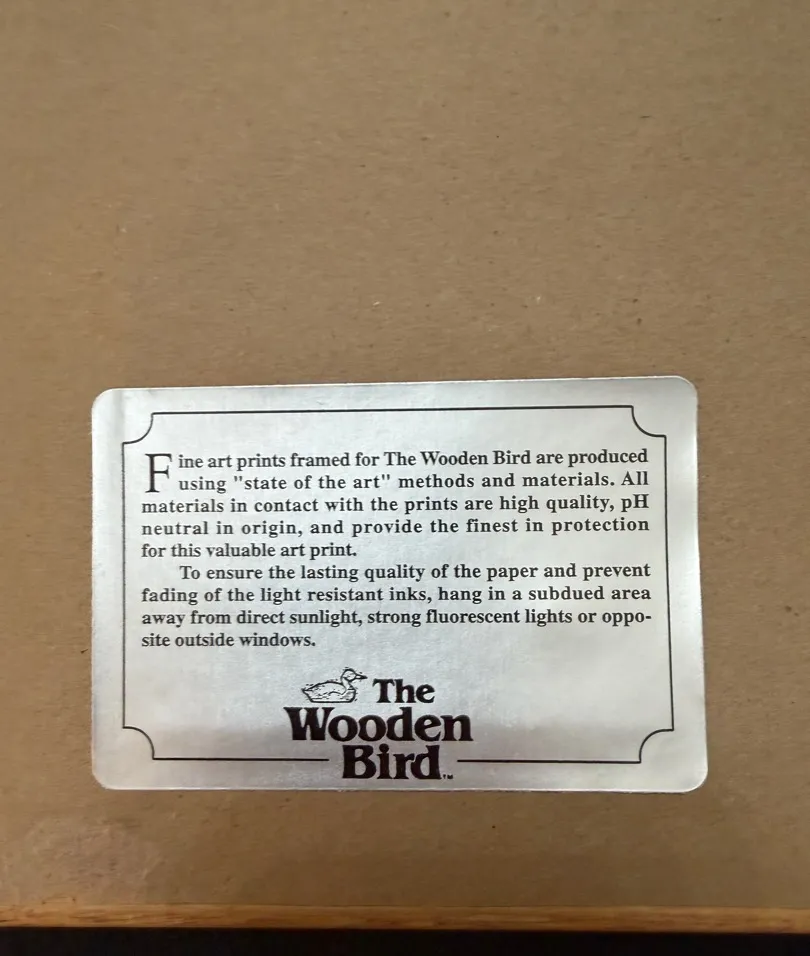 Fine art prints framed for The Wooden Bird are produced
using "state of the art" methods and materials. All
materials in contact with the prints are high quality, pH
neutral in origin, and provide the finest in protection
for this valuable art print.
To ensure the lasting quality of the paper and prevent
fading of the light resistant inks, hang in a subdued area
away from direct sunlight, strong fluorescent lights or oppo-
site outside windows.
The
Wooden
Bird™